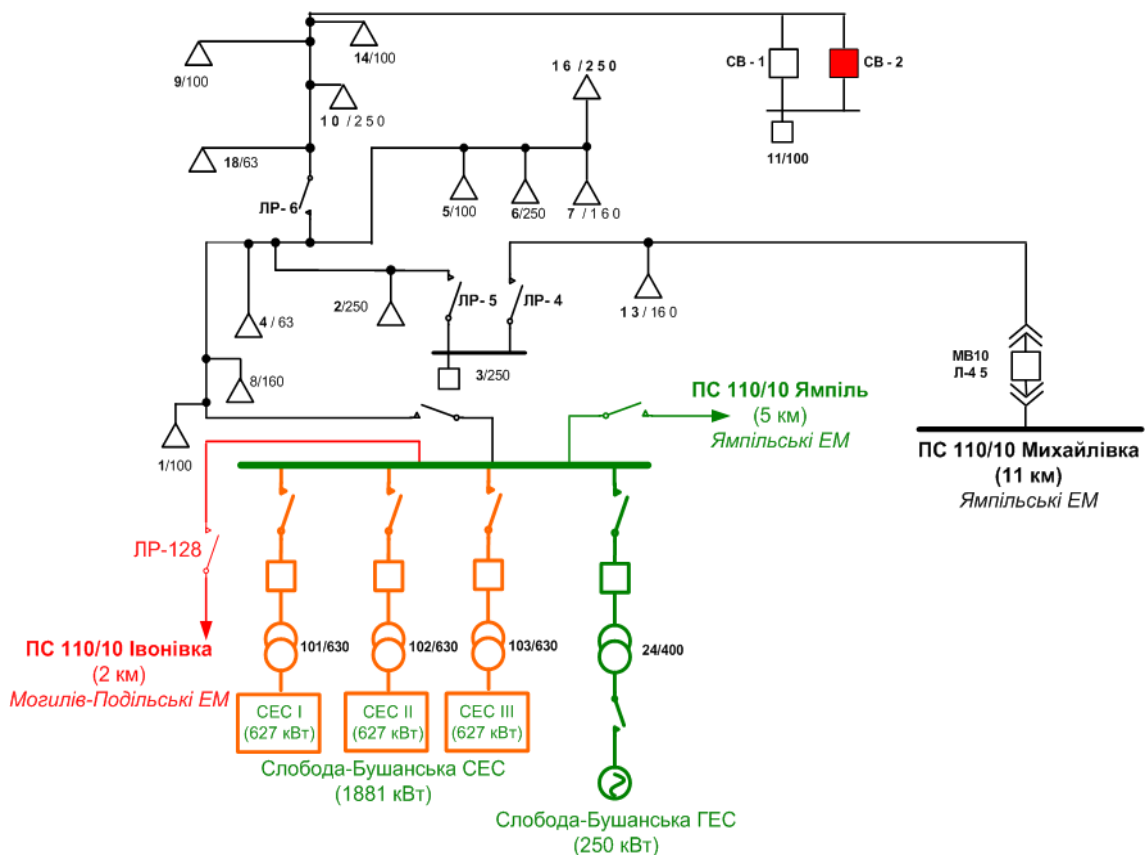 14/100
9/100
16/250
СВ - 1
СВ - 2
10 /250
11/100
18/63
ЛР- 6
5/100
6/250
7 /160
ЛР- 5
ЛР- 4
2/250
13/160
4 / 63
МВ10
Л-4 5
3/250
8/160
ПС 110/10 Ямпіль
(5 км)
Ямпільські ЕМ
1/100
ПС 110/10 Михайлівка
(11 км)
Ямпільські ЕМ
ЛР-128
ПС 110/10 Івонівка
(2 км)
Могилів-Подільські ЕМ
101/630
102/630
103/630
24/400
СЕС I
(627 кВт)
СЕС II
(627 кВт)
СЕС III
(627 кВт)
Слобода-Бушанська СЕС
(1881 кВт)
Слобода-Бушанська ГЕС
(250 кВт)